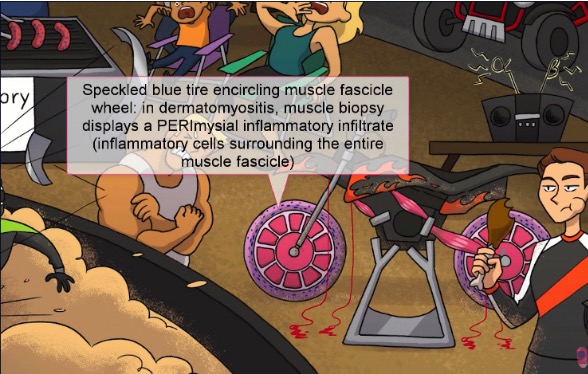 Speckled blue tire encircling muscle fascicle
wheel: in dermatomyositis, muscle biopsy
displays a PERImysial inflammatory infiltrate
(inflammatory cells surrounding the entire
muscle fascicle)
ory